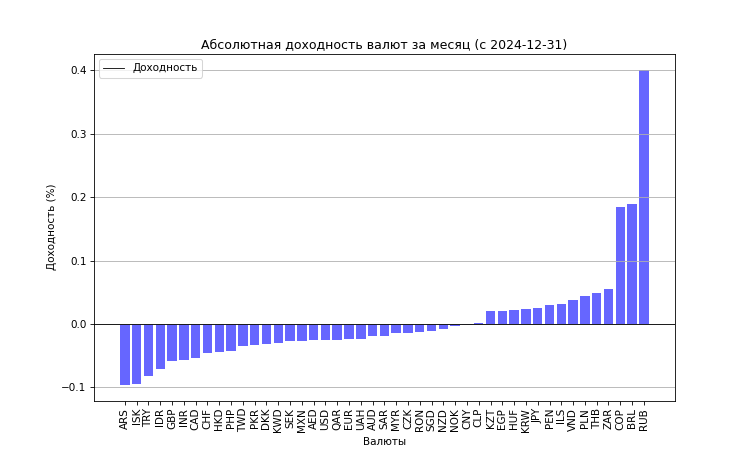 Абсолютная доходность валют за месяц (с 2024-12-31)
Доходность
Доходность (%)
0.4
0.3
0.2
0.1
0.0
−0.1
ARS
ISK
TRY
IDR
GBP
INR
CAD
CHF
HKD
PHP
TWD
PKR
DKK
KWD
SEK
MXN
AED
USD
QAR
EUR
UAH
AUD
SAR
MYR
CZK
RON
SGD
NZD
NOK
CNY
CLP
KZT
EGP
HUF
KRW
JPY
PEN
ILS
VND
PLN
THB
ZAR
COP
BRL
RUB
Валюты